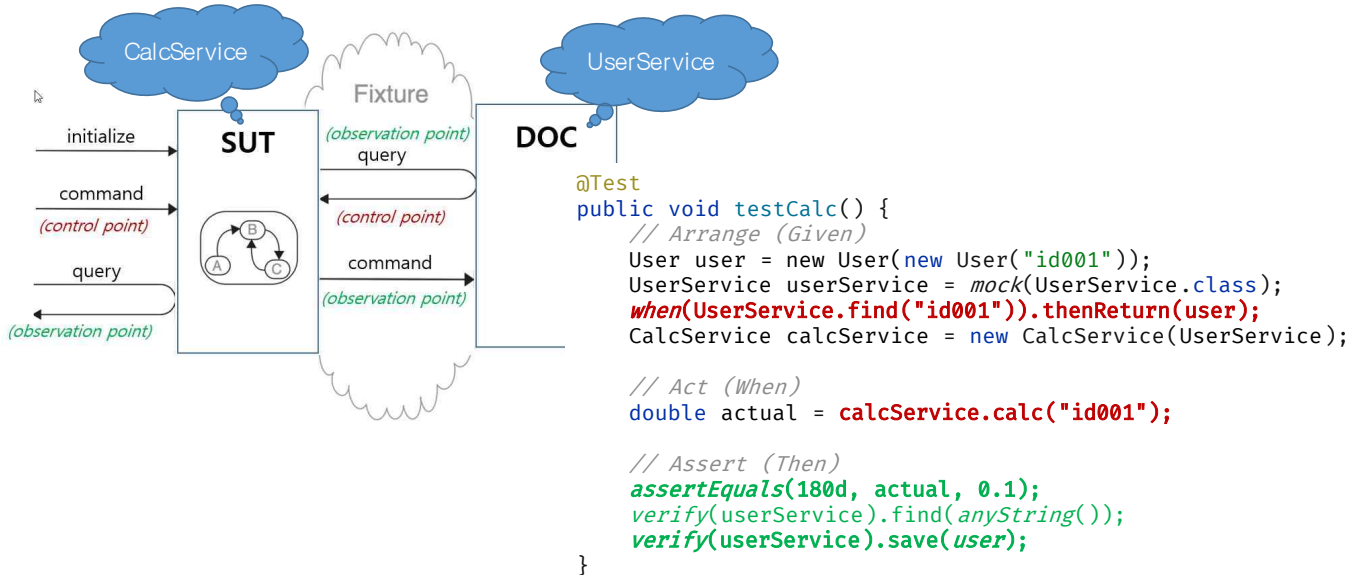 CalcService
UserService
Fixture
SUT
DOC
initialize
command
(control point)
query
(observation point)
(observation point)
query
(control point)
command
(observation point)
A
B
C
@Test
public void testCalc() {
// Arrange (Given)
User user = new User(new User("id001"));
UserService userService = mock(UserService.class);
when(UserService.find("id001")).thenReturn(user);
CalcService calcService = new CalcService(UserService);
// Act (When)
double actual = calcService.calc("id001");
// Assert (Then)
assertEquals(180d, actual, 0.1);
verify(userService).find(anyString());
verify(userService).save(user);
}